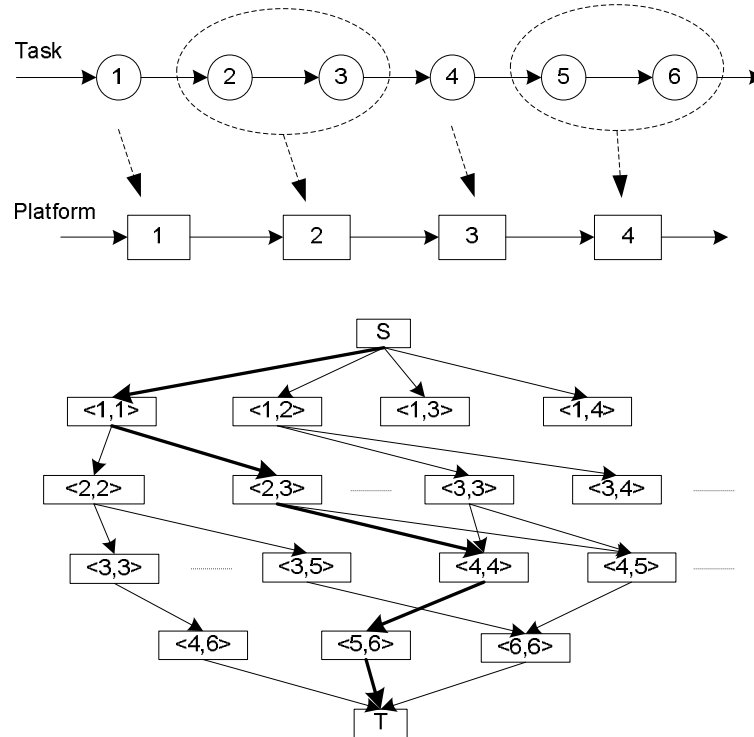 Task
1 2 3 4 5 6
Platform
1 2 3 4
S
<1,1> <1,2> <1,3> <1,4>
<2,2> <2,3> <3,3> <3,4>
<3,3> <3,5> <4,4> <4,5>
<4,6> <5,6> <6,6>
T